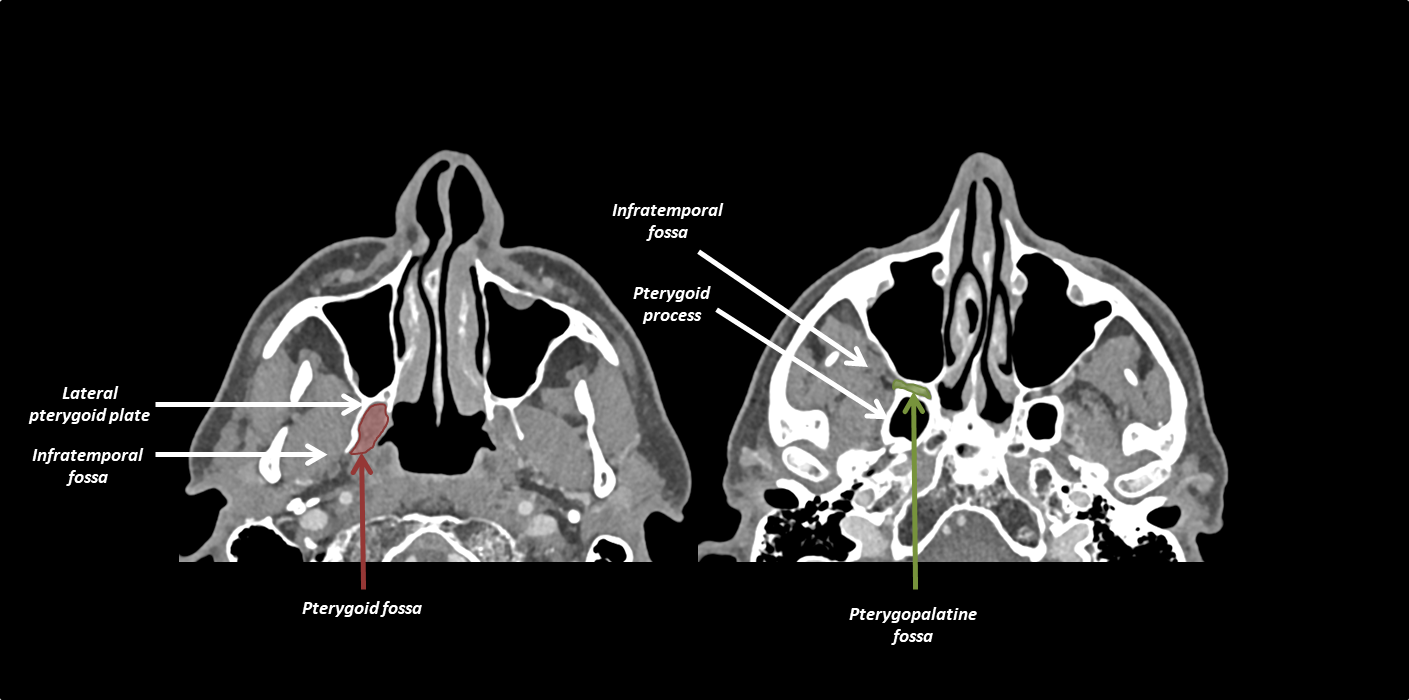 Infratemporal
fossa
Pterygoid
process
Lateral
pterygoid plate
Infratemporal
fossa
Pterygoid fossa
Pterygopalatine
fossa